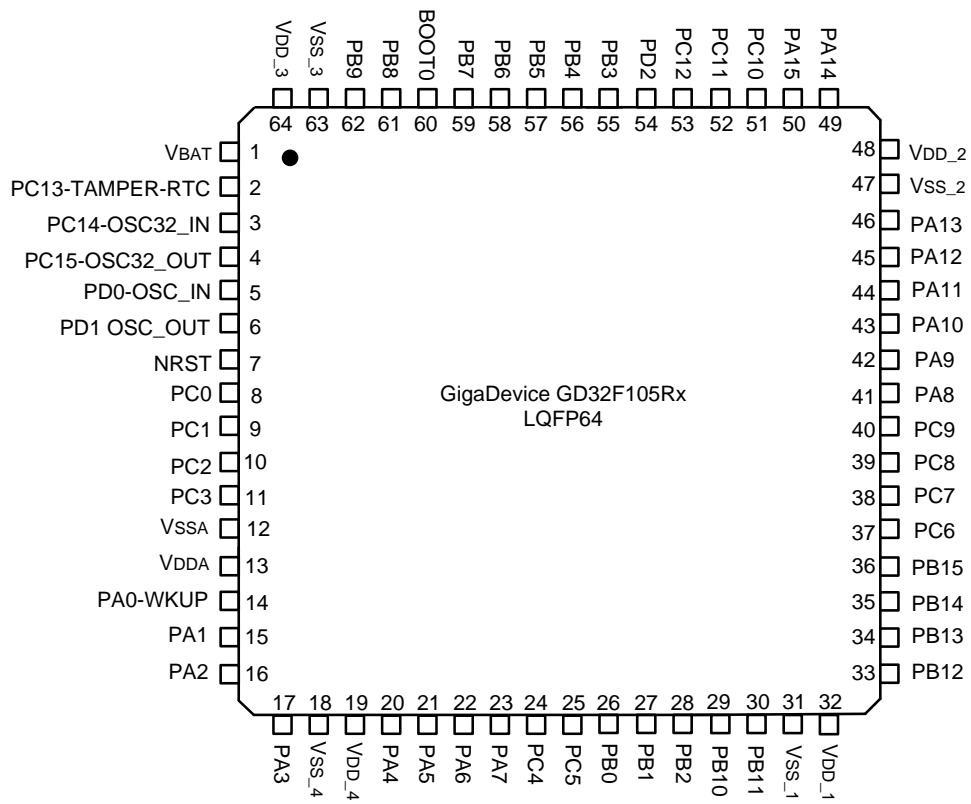 VDD_3 VSS_3 PB9 PB8 BOOT0 PB7 PB6 PB5 PB4 PB3 PD2 PC12 PC11 PC10 PA15 PA14
64 63 62 61 60 59 58 57 56 55 54 53 52 51 50 49
VBAT 1
PC13-TAMPER-RTC 2
PC14-OSC32_IN 3
PC15-OSC32_OUT 4
PD0-OSC_IN 5
PD1 OSC_OUT 6
NRST 7
PC0 8
PC1 9
PC2 10
PC3 11
VSSA 12
VDDA 13
PA0-WKUP 14
PA1 15
PA2 16
GigaDevice GD32F105Rx
LQFP64
48 VDD_2
47 VSS_2
46 PA13
45 PA12
44 PA11
43 PA10
42 PA9
41 PA8
40 PC9
39 PC8
38 PC7
37 PC6
36 PB15
35 PB14
34 PB13
33 PB12
17 18 19 20 21 22 23 24 25 26 27 28 29 30 31 32
PA3 VSS_4 VDD_4 PA4 PA5 PA6 PA7 PC4 PC5 PB0 PB1 PB2 PB10 PB11 VSS_1 VDD_1